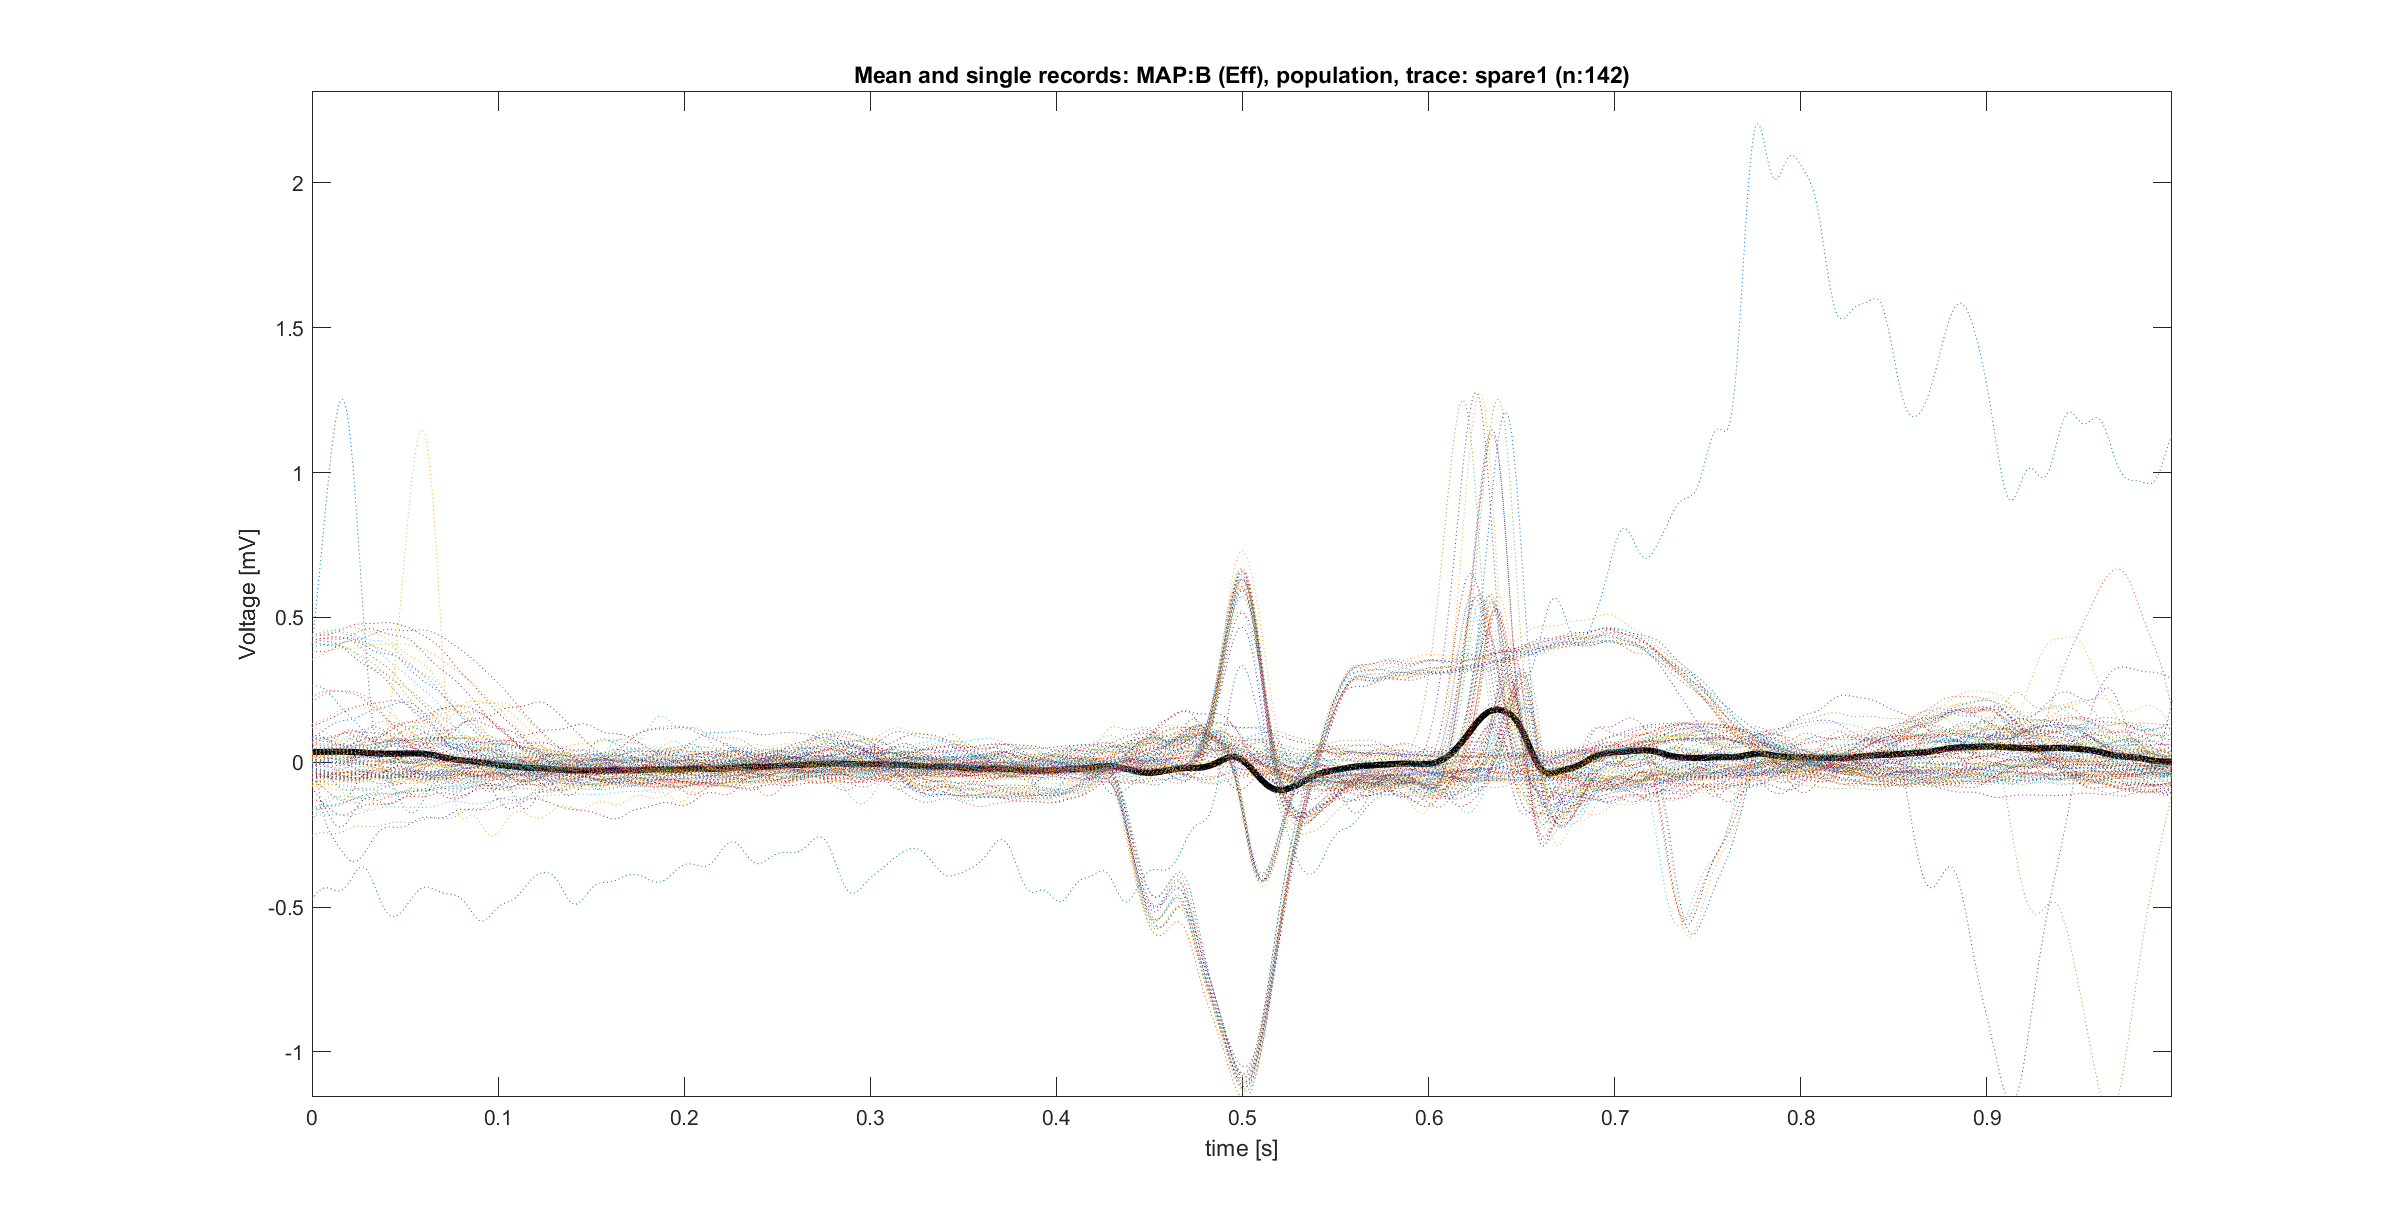 Mean and single records: MAP:B (Eff), population, trace: spare1 (n:142)
Voltage [mV]
2
1.5
1
0.5
0
-0.5
-1
0 0.1 0.2 0.3 0.4 0.5 0.6 0.7 0.8 0.9
time [s]